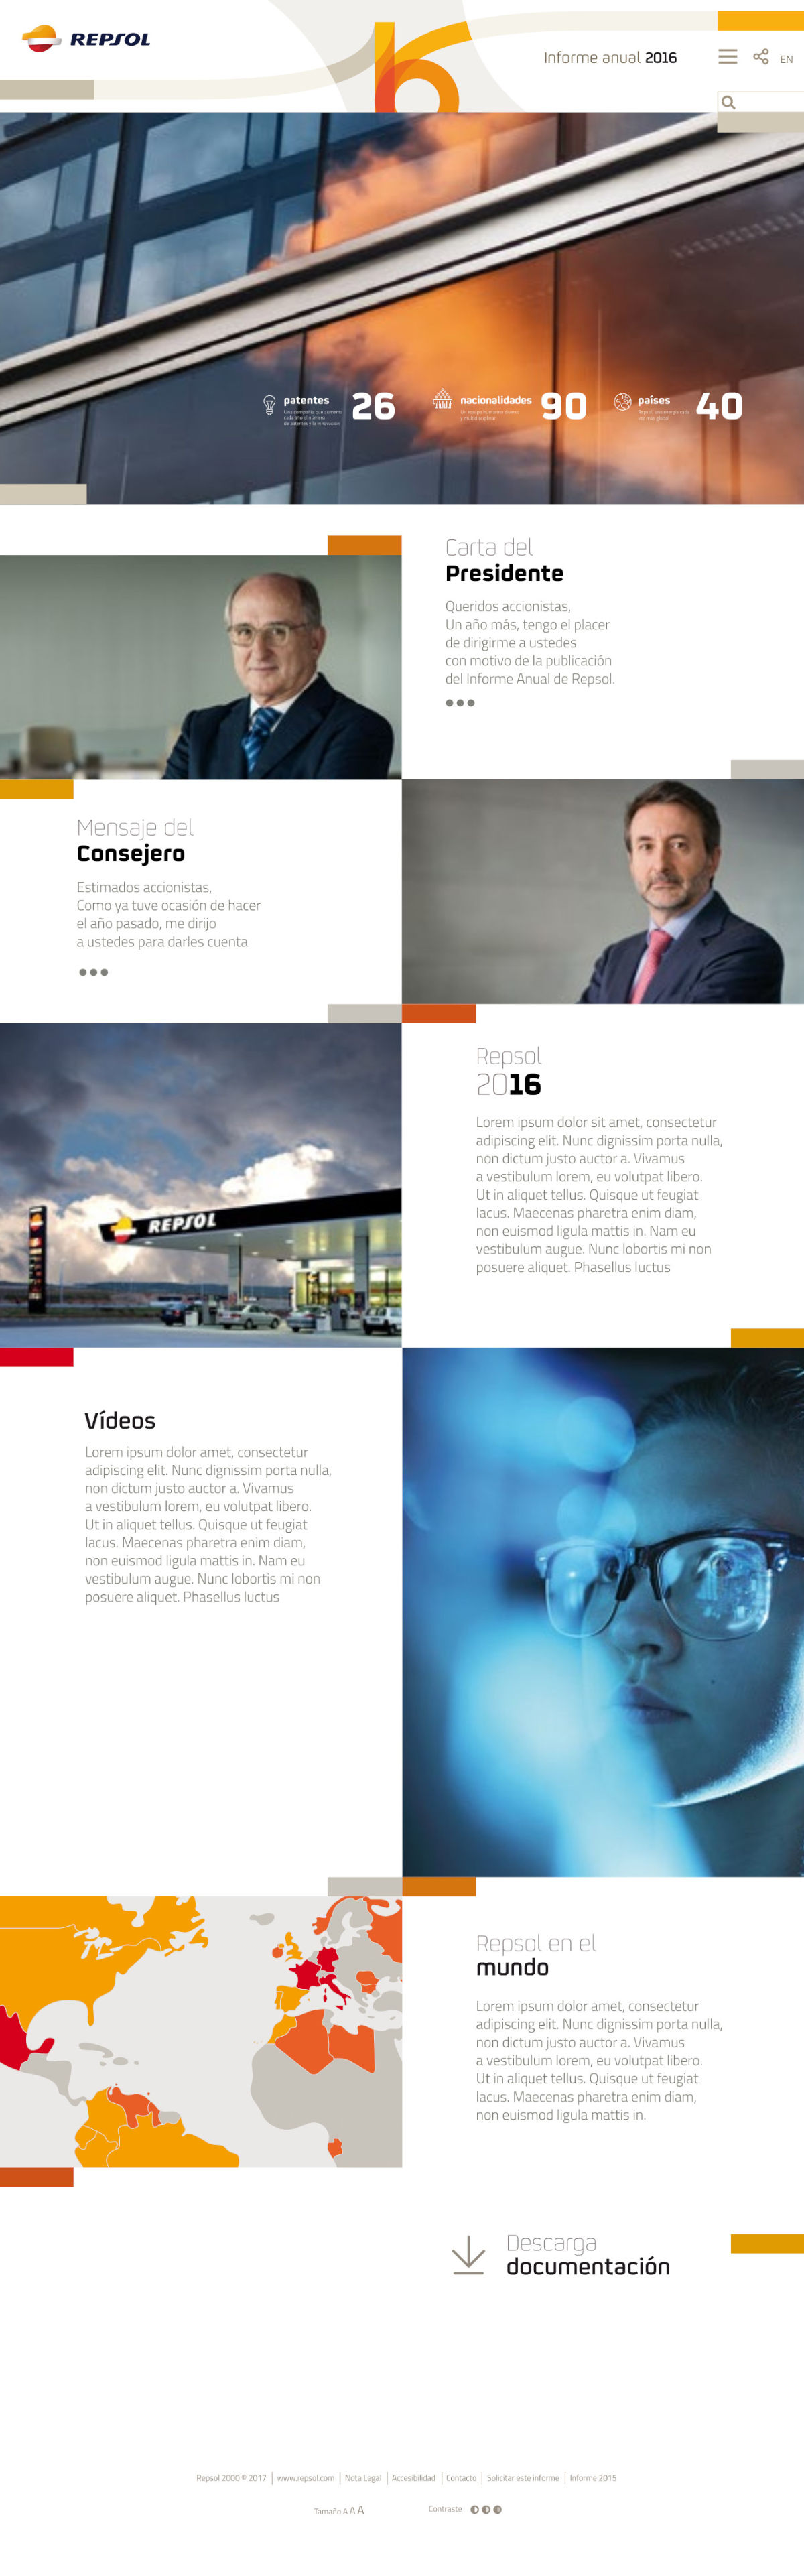 REPSOL
Informe anual 2016
EN
patentes
Una compañía que aumenta
cada año el número
de patentes y la innovación
26
nacionalidades
Un equipo humano diverso
y multidisciplinar
90
países
Repsol, una energía cada
vez más global
40
Carta del
Presidente
Queridos accionistas,
Un año más, tengo el placer
de dirigirme a ustedes
con motivo de la publicación
del Informe Anual de Repsol.
Mensaje del
Consejero
Estimados accionistas,
Como ya tuve ocasión de hacer
el año pasado, me dirijo
a ustedes para darles cuenta
REPSOL
Repsol
2016
Lorem ipsum dolor sit amet, consectetur
adipiscing elit. Nunc dignissim porta nulla,
non dictum justo auctor a. Vivamus
a vestibulum lorem, eu volutpat libero.
Ut in aliquet tellus. Quisque ut feugiat
lacus. Maecenas pharetra enim diam,
non euismod ligula mattis in. Nam eu
vestibulum augue. Nunc lobortis mi non
posuere aliquet. Phasellus luctus
Vídeos
Lorem ipsum dolor amet, consectetur
adipiscing elit. Nunc dignissim porta nulla,
non dictum justo auctor a. Vivamus
a vestibulum lorem, eu volutpat libero.
Ut in aliquet tellus. Quisque ut feugiat
lacus. Maecenas pharetra enim diam,
non euismod ligula mattis in. Nam eu
vestibulum augue. Nunc lobortis mi non
posuere aliquet. Phasellus luctus
Repsol en el
mundo
Lorem ipsum dolor amet, consectetur
adipiscing elit. Nunc dignissim porta nulla,
non dictum justo auctor a. Vivamus
a vestibulum lorem, eu volutpat libero.
Ut in aliquet tellus. Quisque ut feugiat
lacus. Maecenas pharetra enim diam,
non euismod ligula mattis in.
Descarga
documentación
Repsol 2000 © 2017 | www.repsol.com | Nota Legal | Accesibilidad | Contacto | Solicitar este informe | Informe 2015
Tamaño A A A
Contraste